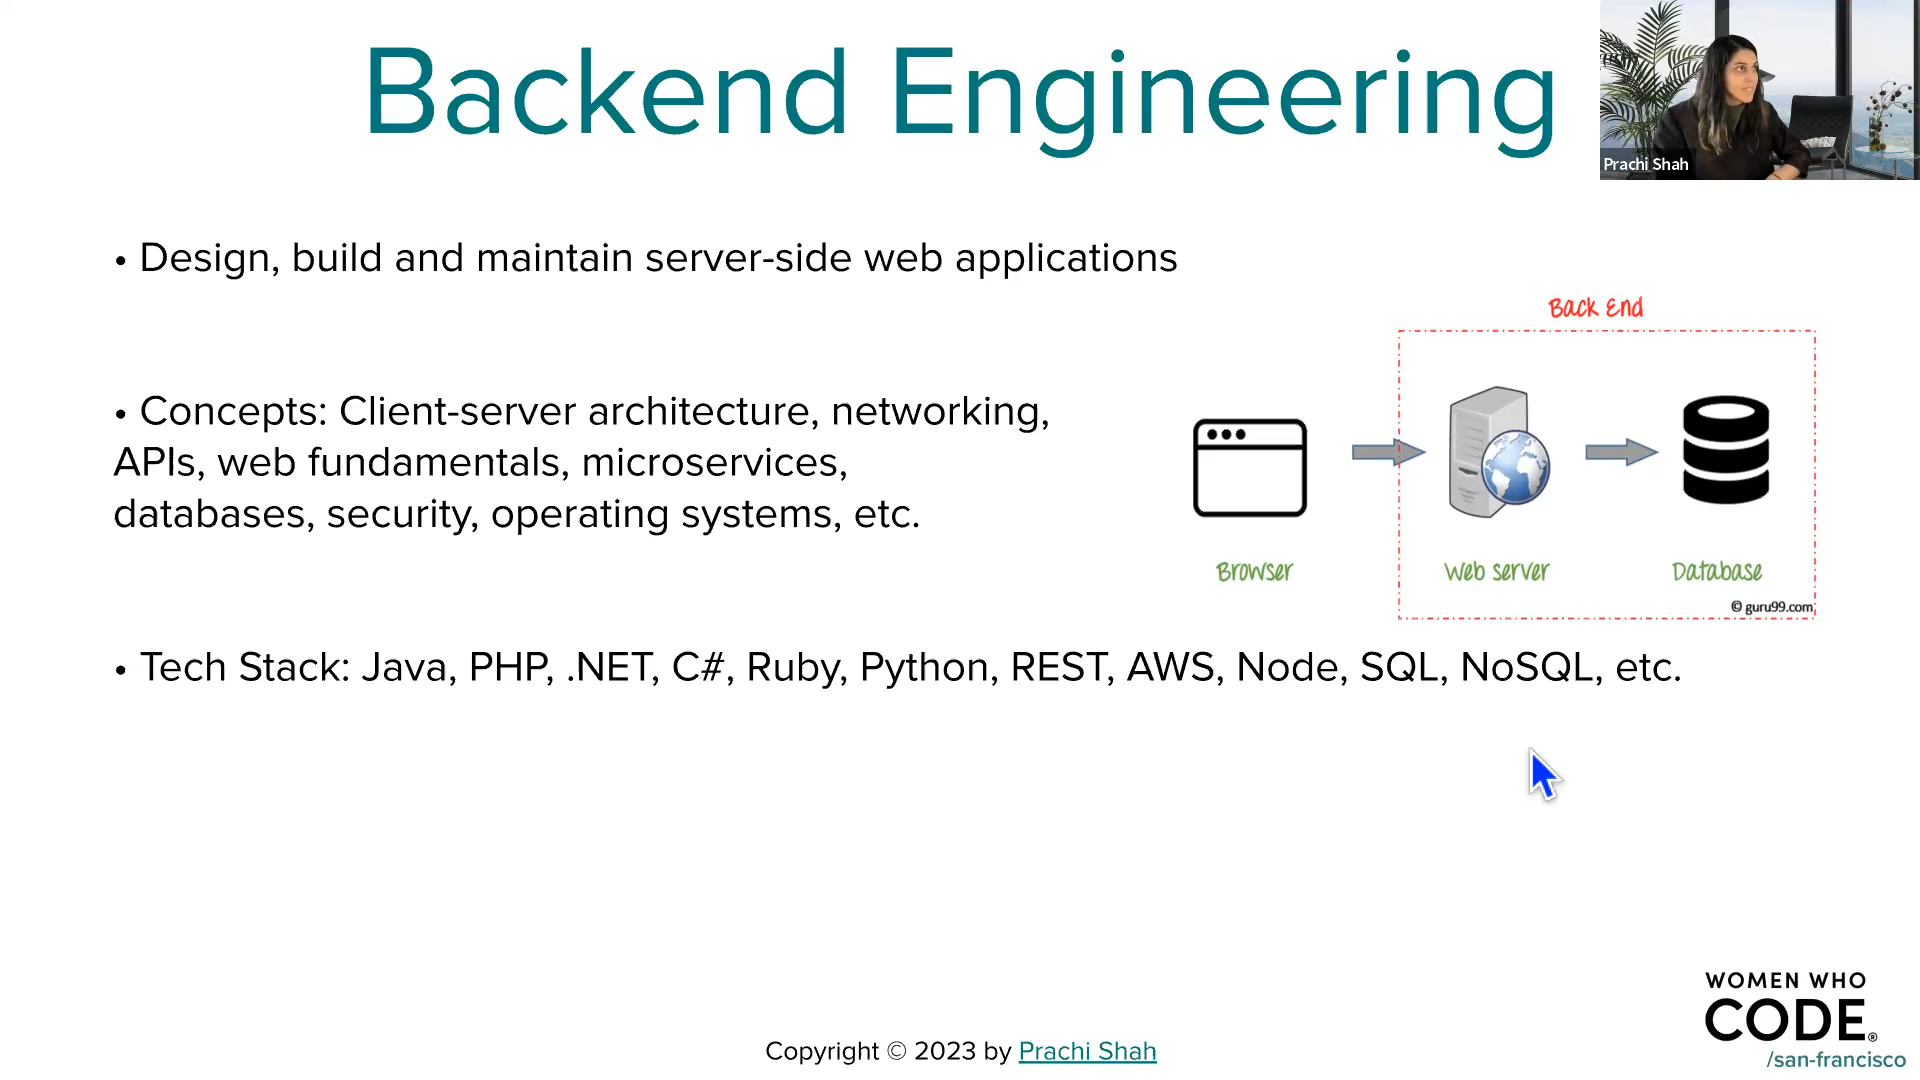 Backend Engineering
Prachi Shah
• Design, build and maintain server-side web applications
• Concepts: Client-server architecture, networking,
APIs, web fundamentals, microservices,
databases, security, operating systems, etc.
Back End
Browser
Web server
Database
© guru99.com
• Tech Stack: Java, PHP, .NET, C#, Ruby, Python, REST, AWS, Node, SQL, NoSQL, etc.
Copyright © 2023 by Prachi Shah
WOMEN WHO
CODE®
/san-francisco